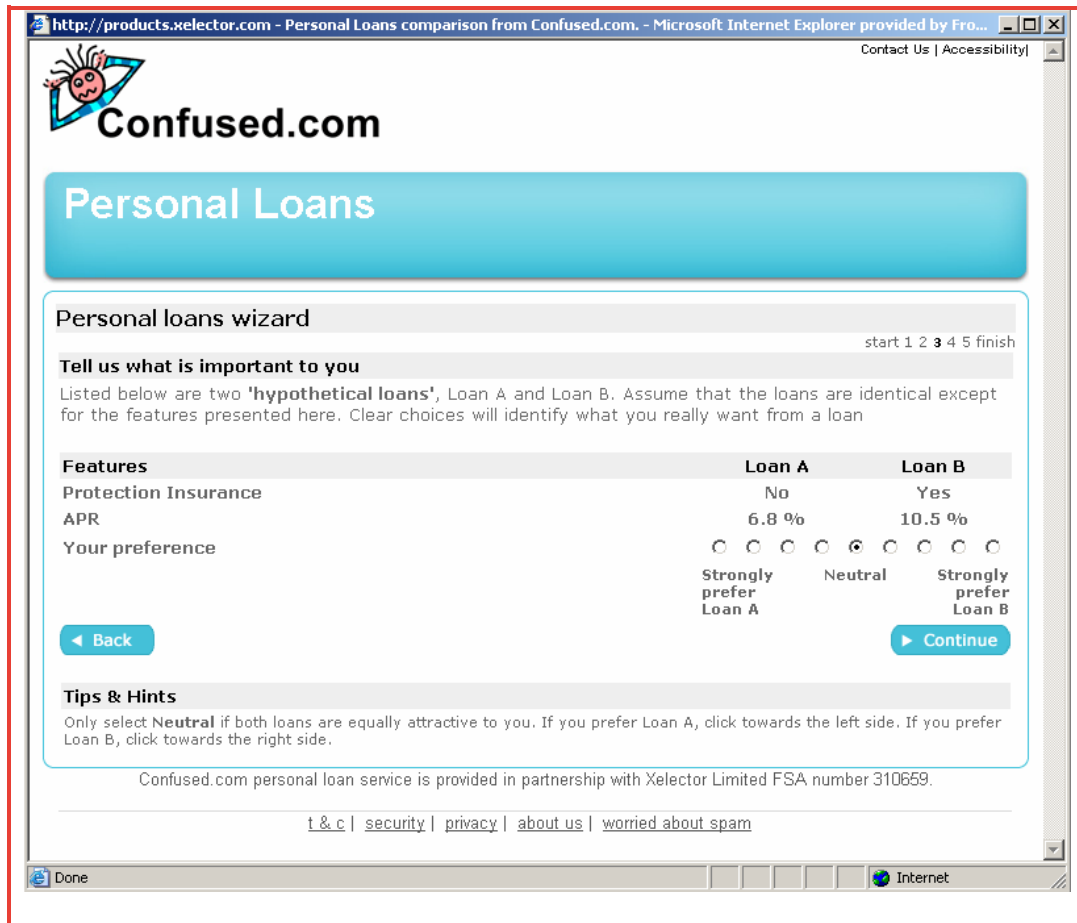 http://products.xelector.com - Personal Loans comparison from Confused.com. - Microsoft Internet Explorer provided by Fro...
Contact Us | Accessibility|
Confused.com
Personal Loans
Personal loans wizard
start 1 2 3 4 5 finish
Tell us what is important to you
Listed below are two 'hypothetical loans', Loan A and Loan B. Assume that the loans are identical except
for the features presented here. Clear choices will identify what you really want from a loan
Features Loan A Loan B
Protection Insurance No Yes
APR 6.8 % 10.5 %
Your preference
Strongly Neutral Strongly
prefer prefer
Loan A Loan B
Back Continue
Tips & Hints
Only select Neutral if both loans are equally attractive to you. If you prefer Loan A, click towards the left side. If you prefer
Loan B, click towards the right side.
Confused.com personal loan service is provided in partnership with Xelector Limited FSA number 310659.
t & c | security | privacy | about us | worried about spam
Done Internet